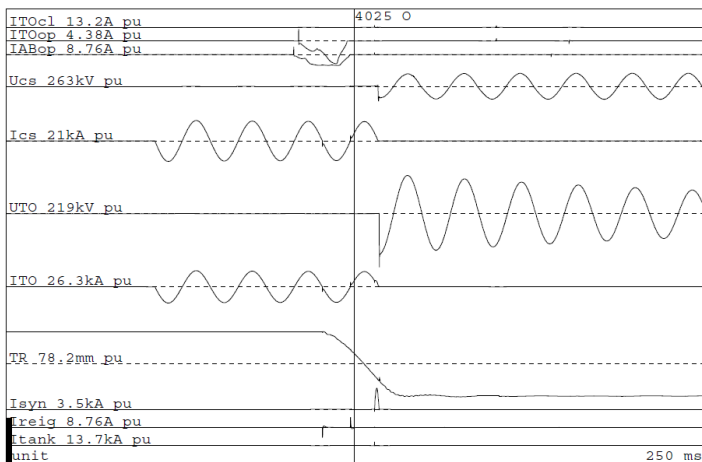 4025 O
ITOcl 13.2A pu
ITOop 4.38A pu
IABop 8.76A pu
Ucs 263kV pu
Ics 21kA pu
UTO 219kV pu
ITO 26.3kA pu
TR 78.2mm pu
Isyn 3.5kA pu
Ireig 8.76A pu
Itank 13.7kA pu
unit 250 ms